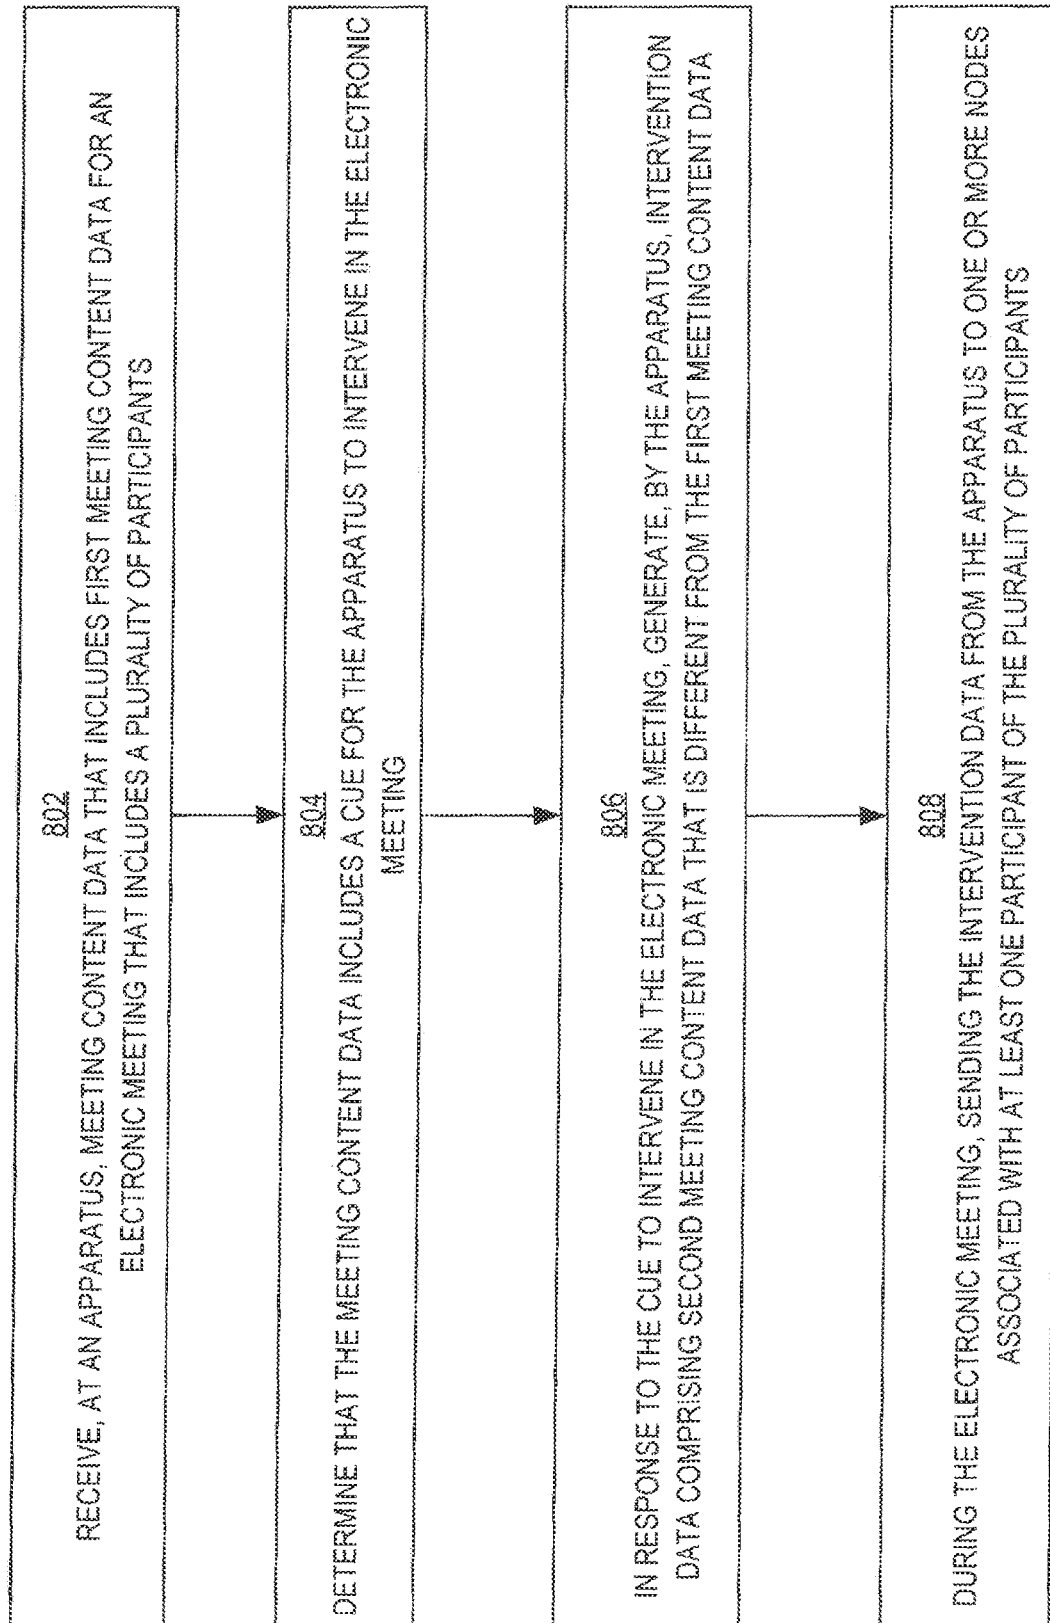 802
RECEIVE, AT AN APPARATUS, MEETING CONTENT DATA THAT INCLUDES FIRST MEETING CONTENT DATA FOR AN
ELECTRONIC MEETING THAT INCLUDES A PLURALITY OF PARTICIPANTS
804
DETERMINE THAT THE MEETING CONTENT DATA INCLUDES A CUE FOR THE APPARATUS TO INTERVENE IN THE ELECTRONIC
MEETING
806
IN RESPONSE TO THE CUE TO INTERVENE IN THE ELECTRONIC MEETING, GENERATE, BY THE APPARATUS, INTERVENTION
DATA COMPRISING SECOND MEETING CONTENT DATA THAT IS DIFFERENT FROM THE FIRST MEETING CONTENT DATA
808
DURING THE ELECTRONIC MEETING, SENDING THE INTERVENTION DATA FROM THE APPARATUS TO ONE OR MORE NODES
ASSOCIATED WITH AT LEAST ONE PARTICIPANT OF THE PLURALITY OF PARTICIPANTS